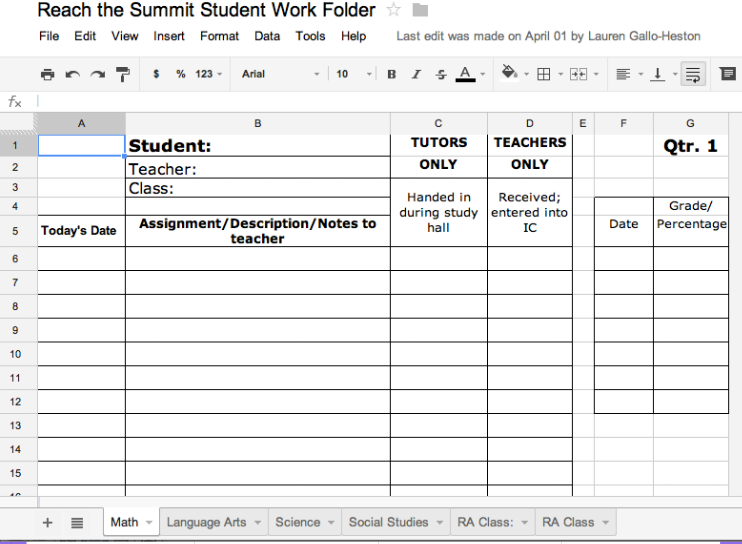 Reach the Summit Student Work Folder
File Edit View Insert Format Data Tools Help Last edit was made on April 01 by Lauren Gallo-Heston
$ % 123 Arial 10 B I S A
fx
A B C D E F G
1 Student: TUTORS TEACHERS Qtr. 1
2 Teacher: ONLY ONLY
3 Class:
Handed in Received;
4 Grade/
during study entered into
5 Today's Date Assignment/Description/Notes to hall IC Date Percentage
teacher
6
7
8
9
10
11
12
13
14
15
16
+ Math Language Arts Science Social Studies RA Class: RA Class